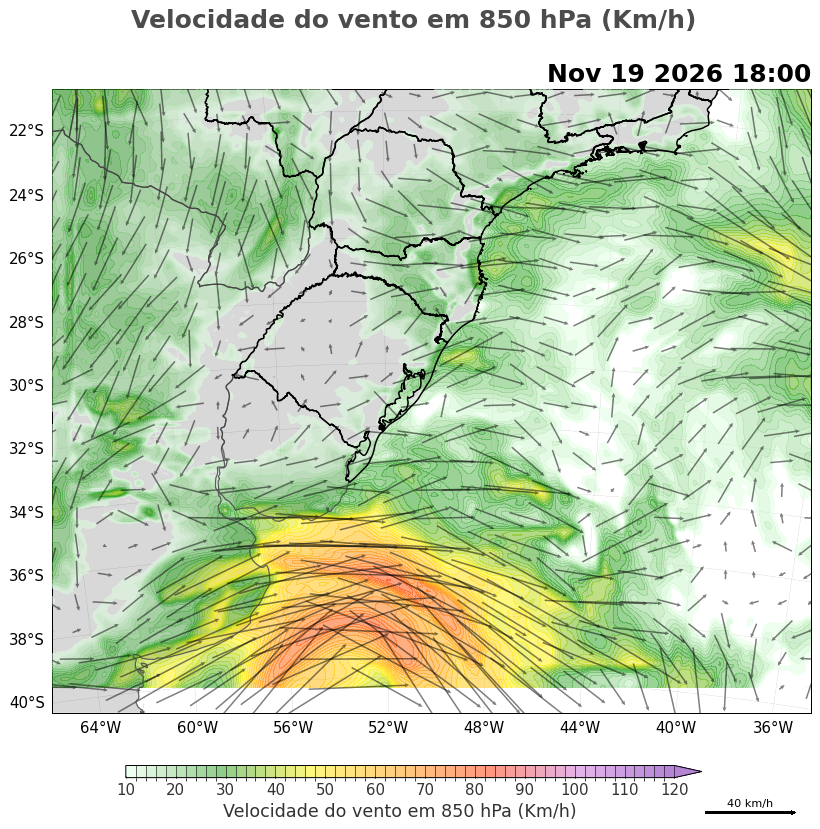 Velocidade do vento em 850 hPa (Km/h)
Nov 19 2026 18:00
22°S
24°S
26°S
28°S
30°S
32°S
34°S
36°S
38°S
40°S
64°W 60°W 56°W 52°W 48°W 44°W 40°W 36°W
10 20 30 40 50 60 70 80 90 100 110 120
Velocidade do vento em 850 hPa (Km/h)
40 km/h